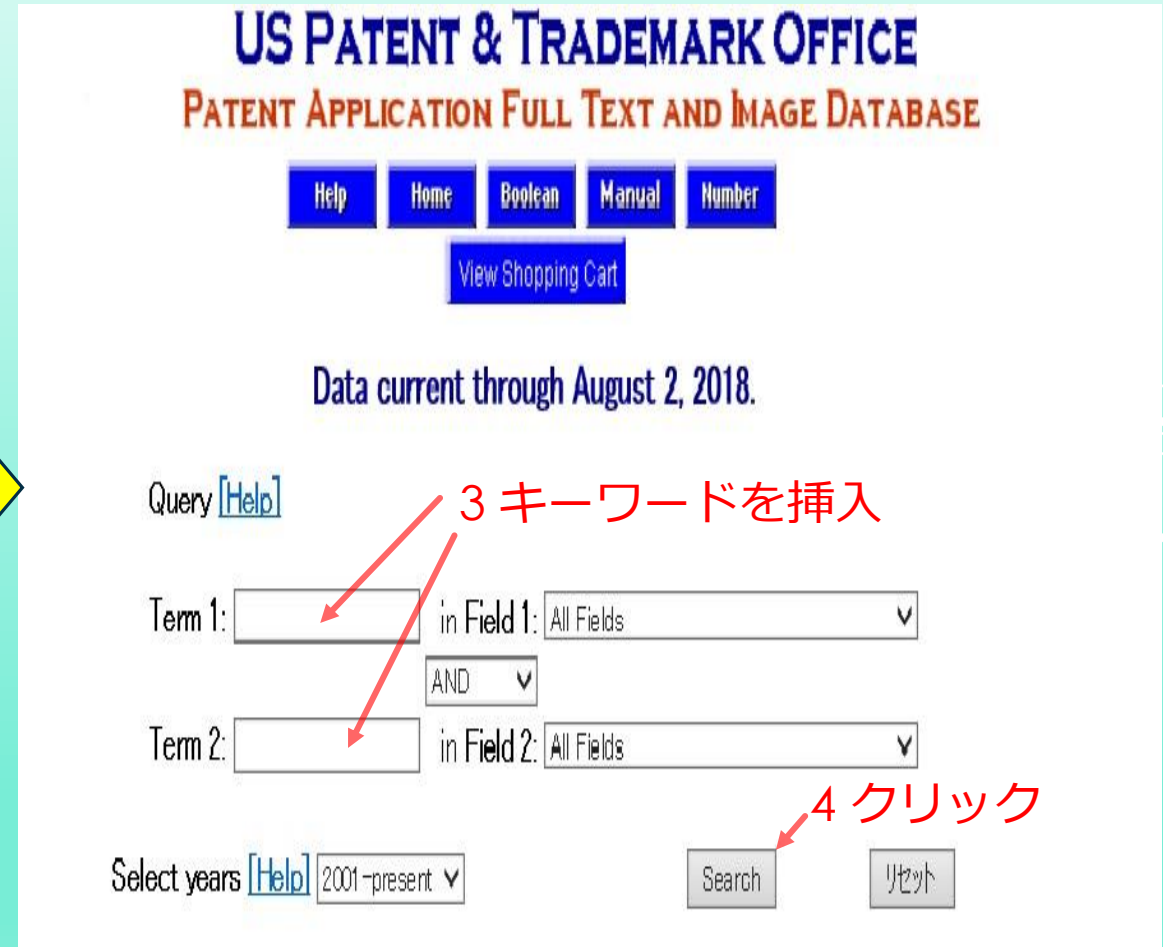 US PATENT & TRADEMARK OFFICE
PATENT APPLICATION FULL TEXT AND IMAGE DATABASE
Help Home Boolean Manual Number
View Shopping Cart
Data current through August 2, 2018.
Query [Help]
3 キーワードを挿入
Term 1: in Field 1: All Fields
AND
Term 2: in Field 2: All Fields
4 クリック
Select years [Help] 2001-present Search リセット